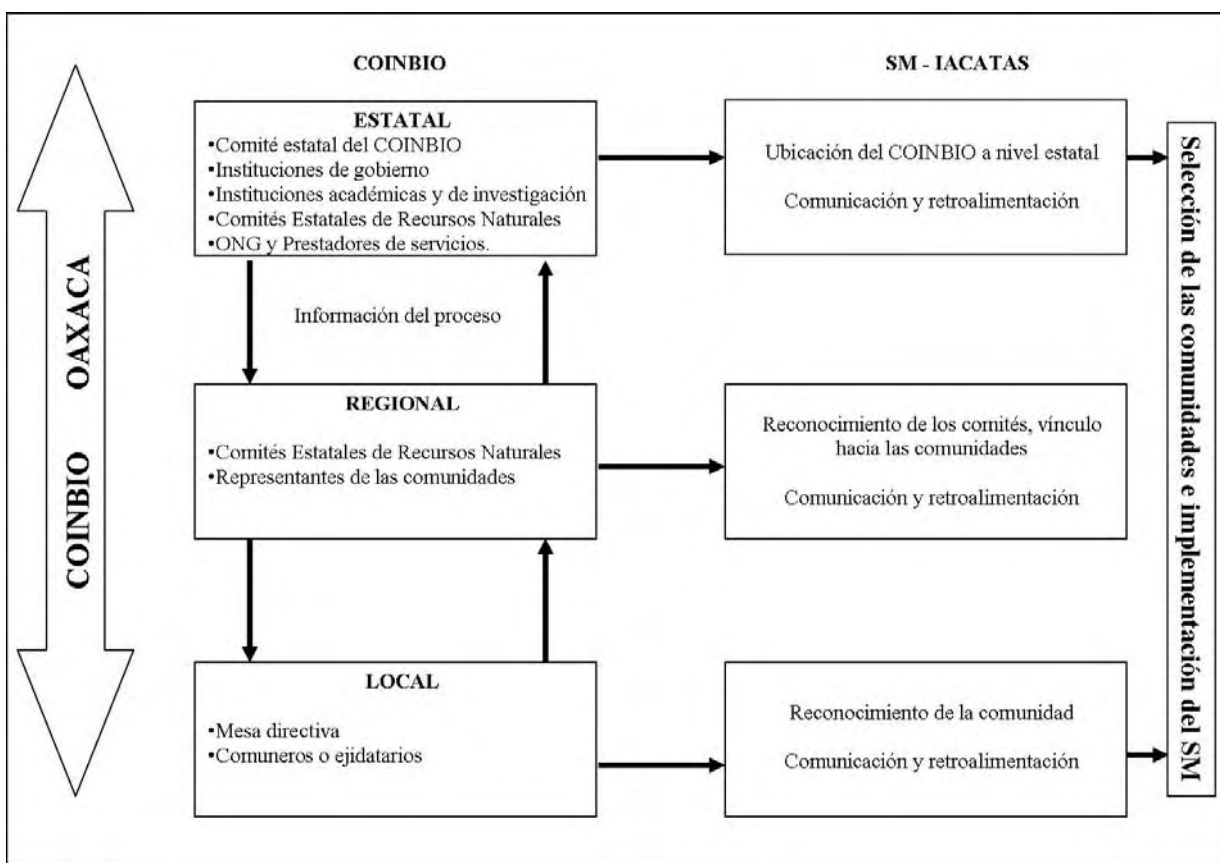 COINBIO
SM - IACATAS
ESTATAL
•Comité estatal del COINBIO
•Instituciones de gobierno
•Instituciones académicas y de investigación
•Comités Estatales de Recursos Naturales
•ONG y Prestadores de servicios.
Ubicación del COINBIO a nivel estatal
Comunicación y retroalimentación
Información del proceso
REGIONAL
•Comités Estatales de Recursos Naturales
•Representantes de las comunidades
Reconocimiento de los comités, vínculo
hacia las comunidades
Comunicación y retroalimentación
LOCAL
•Mesa directiva
•Comuneros o ejidatarios
Reconocimiento de la comunidad
Comunicación y retroalimentación
COINBIO OAXACA
Selección de las comunidades e implementación del SM